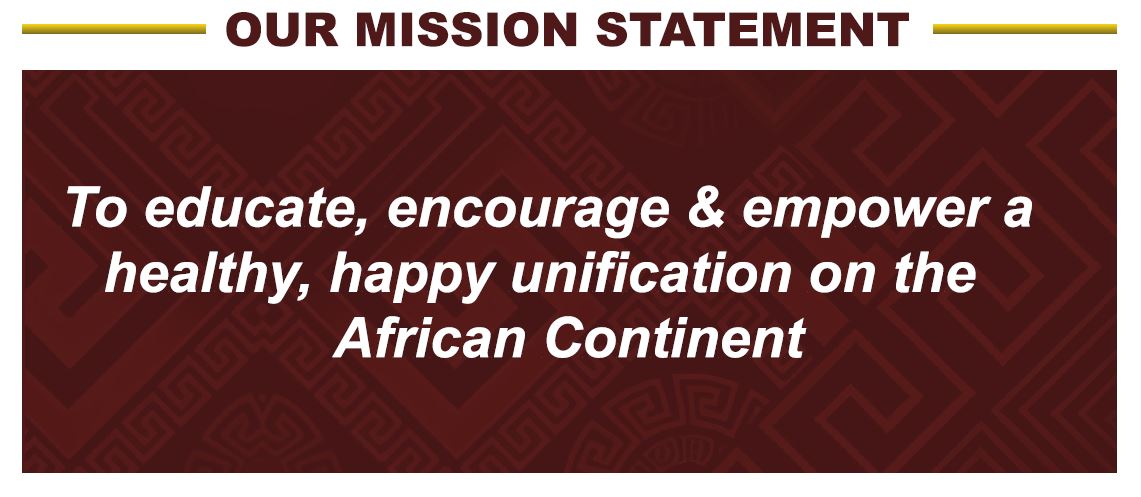 OUR MISSION STATEMENT
To educate, encourage & empower a
healthy, happy unification on the
African Continent